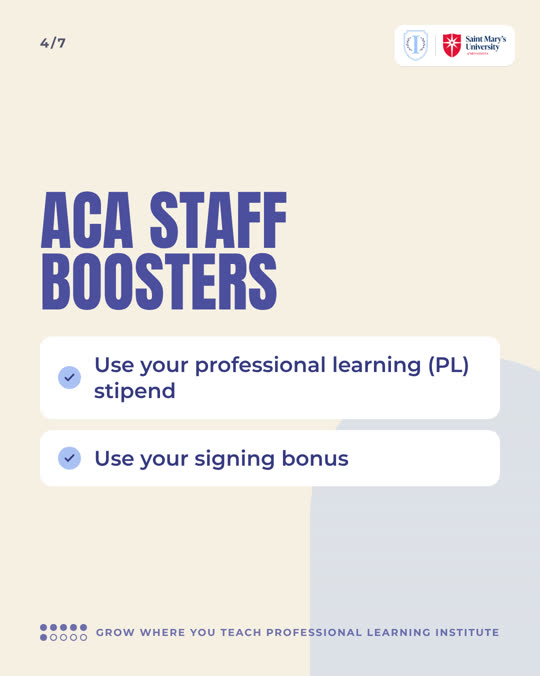 4/7
Saint Mary's
University
ACA STAFF
BOOSTERS
Use your professional learning (PL)
stipend
Use your signing bonus
GROW WHERE YOU TEACH PROFESSIONAL LEARNING INSTITUTE